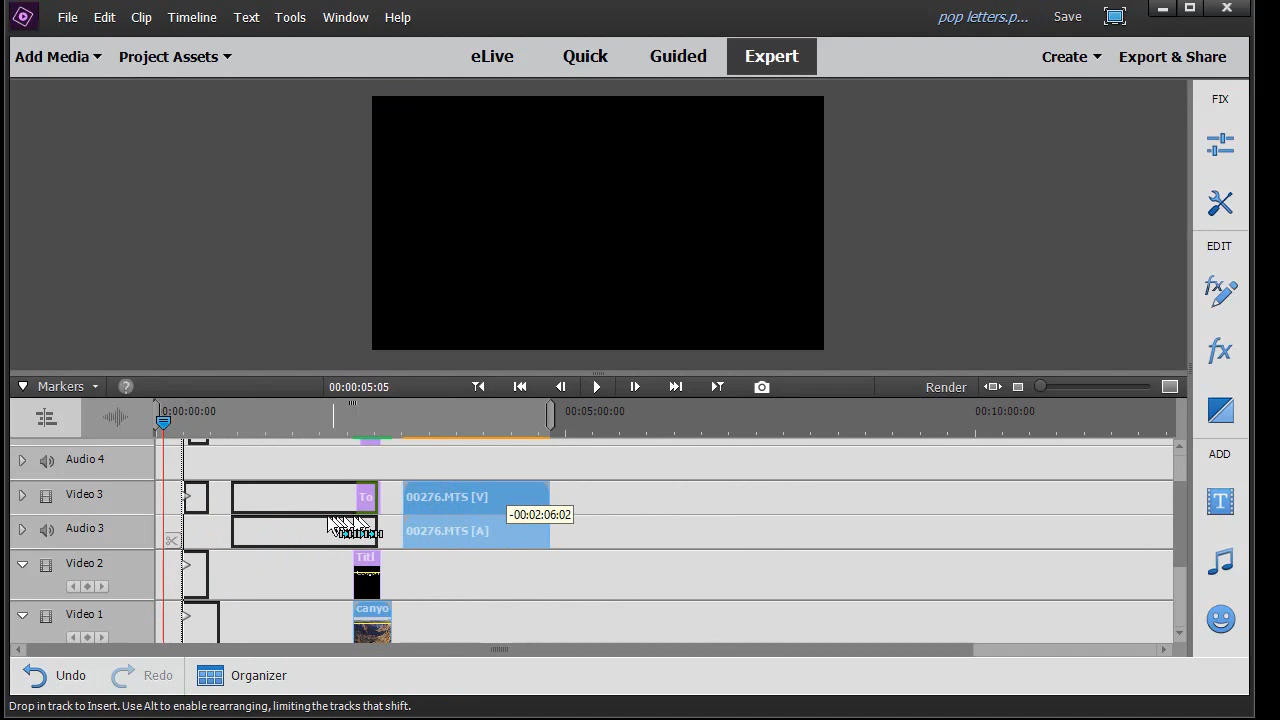 File Edit Clip Timeline Text Tools Window Help
pop letters.p... Save
Add Media Project Assets
eLive Quick Guided Expert
Create Export & Share
FIX
EDIT
ADD
Markers
00:00:05:05
Render
0:00:00:00 00:05:00:00 00:10:00:00
Audio 4
Video 3
To
00276.MTS [V]
-00:02:06:02
Audio 3
00276.MTS [A]
Video 2
Titl
Video 1
canyo
Undo Redo Organizer
Drop in track to Insert. Use Alt to enable rearranging, limiting the tracks that shift.